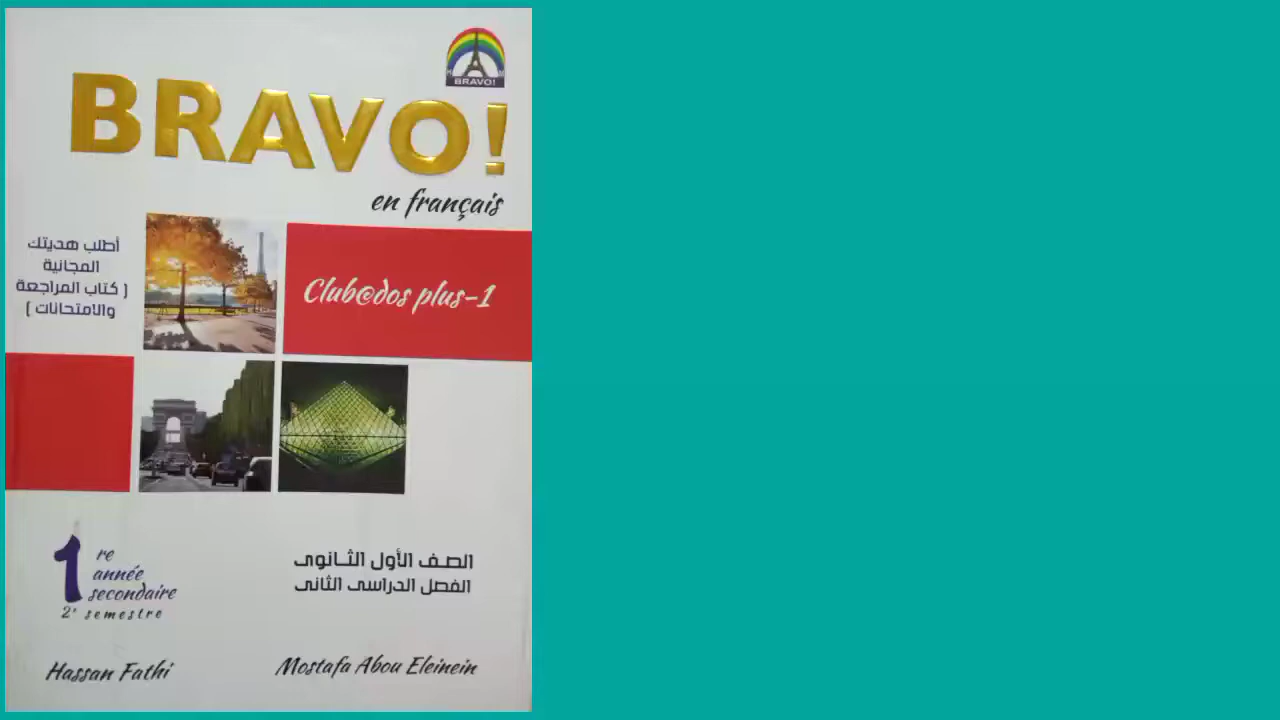 BRAVO!
BRAVO!
en français
أطلب هديتك
المجانية
( كتاب المراجعة
والامتحانات )
Club@dos plus-1
1re
année
secondaire
2e semestre
الصف الأول الثانوى
الفصل الدراسى الثانى
Hassan Fathi
Mostafa Abou Eleinein